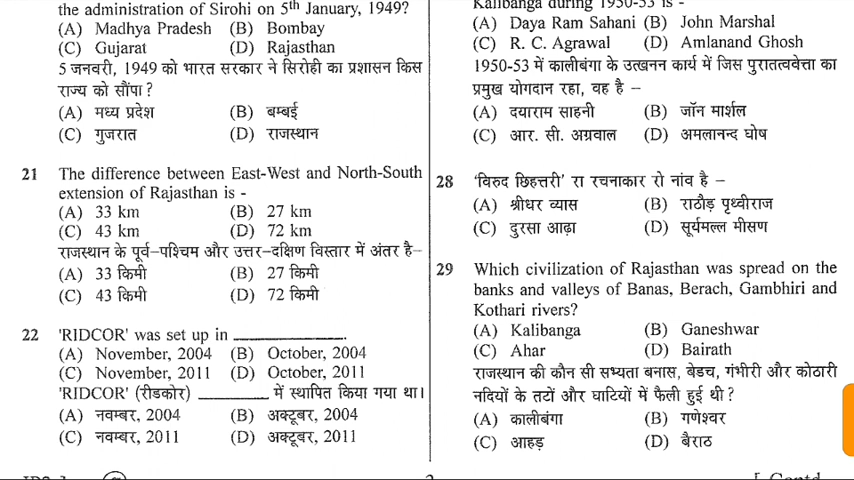 the administration of Sirohi on 5th January, 1949?
(A) Madhya Pradesh (B) Bombay
(C) Gujarat (D) Rajasthan
5 जनवरी, 1949 को भारत सरकार ने सिरोही का प्रशासन किस
राज्य को सौंपा ?
(A) मध्य प्रदेश (B) बम्बई
(C) गुजरात (D) राजस्थान
21 The difference between East-West and North-South
extension of Rajasthan is -
(A) 33 km (B) 27 km
(C) 43 km (D) 72 km
राजस्थान के पूर्व-पश्चिम और उत्तर-दक्षिण विस्तार में अंतर है-
(A) 33 किमी (B) 27 किमी
(C) 43 किमी (D) 72 किमी
22 'RIDCOR' was set up in ____________.
(A) November, 2004 (B) October, 2004
(C) November, 2011 (D) October, 2011
'RIDCOR' (रीडकोर) ________ में स्थापित किया गया था।
(A) नवम्बर, 2004 (B) अक्टूबर, 2004
(C) नवम्बर, 2011 (D) अक्टूबर, 2011
Kalibanga during 1950-53 is -
(A) Daya Ram Sahani (B) John Marshal
(C) R. C. Agrawal (D) Amlanand Ghosh
1950-53 में कालीबंगा के उत्खनन कार्य में जिस पुरातत्ववेत्ता का
प्रमुख योगदान रहा, वह है –
(A) दयाराम साहनी (B) जॉन मार्शल
(C) आर. सी. अग्रवाल (D) अमलानन्द घोष
28 'विरुद छिहत्तरी' रा रचनाकार रो नांव है –
(A) श्रीधर व्यास (B) राठौड़ पृथ्वीराज
(C) दुरसा आढ़ा (D) सूर्यमल्ल मीसण
29 Which civilization of Rajasthan was spread on the
banks and valleys of Banas, Berach, Gambhiri and
Kothari rivers?
(A) Kalibanga (B) Ganeshwar
(C) Ahar (D) Bairath
राजस्थान की कौन सी सभ्यता बनास, बेडच, गंभीरी और कोठारी
नदियों के तटों और घाटियों में फैली हुई थी ?
(A) कालीबंगा (B) गणेश्वर
(C) आहड़ (D) बैराठ
[ Contd.